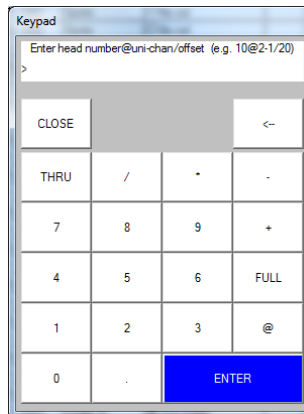 Keypad
Enter head number@uni-chan/offset (e.g. 10@2-1/20)
>
CLOSE <--
THRU / * -
7 8 9 +
4 5 6 FULL
1 2 3 @
0 . ENTER